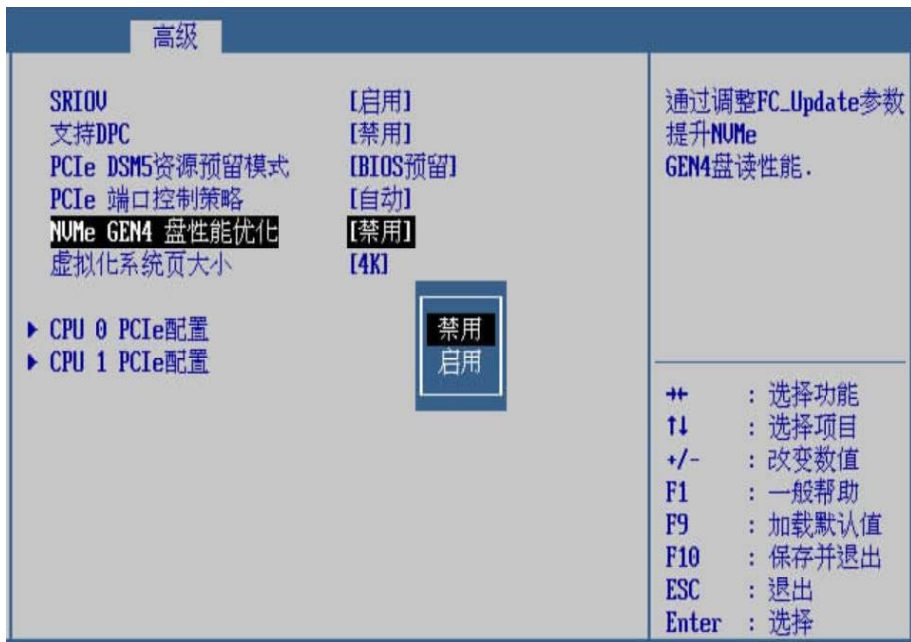 高级
SRIOV [启用]
支持DPC [禁用]
PCIe DSM5资源预留模式 [BIOS预留]
PCIe 端口控制策略 [自动]
NVMe GEN4 盘性能优化 [禁用]
虚拟化系统页大小 [4K]
CPU 0 PCIe配置
CPU 1 PCIe配置
禁用
启用
通过调整FC_Update参数
提升NVMe
GEN4盘读性能.
→← : 选择功能
↑↓ : 选择项目
+/- : 改变数值
F1 : 一般帮助
F9 : 加载默认值
F10 : 保存并退出
ESC : 退出
Enter : 选择